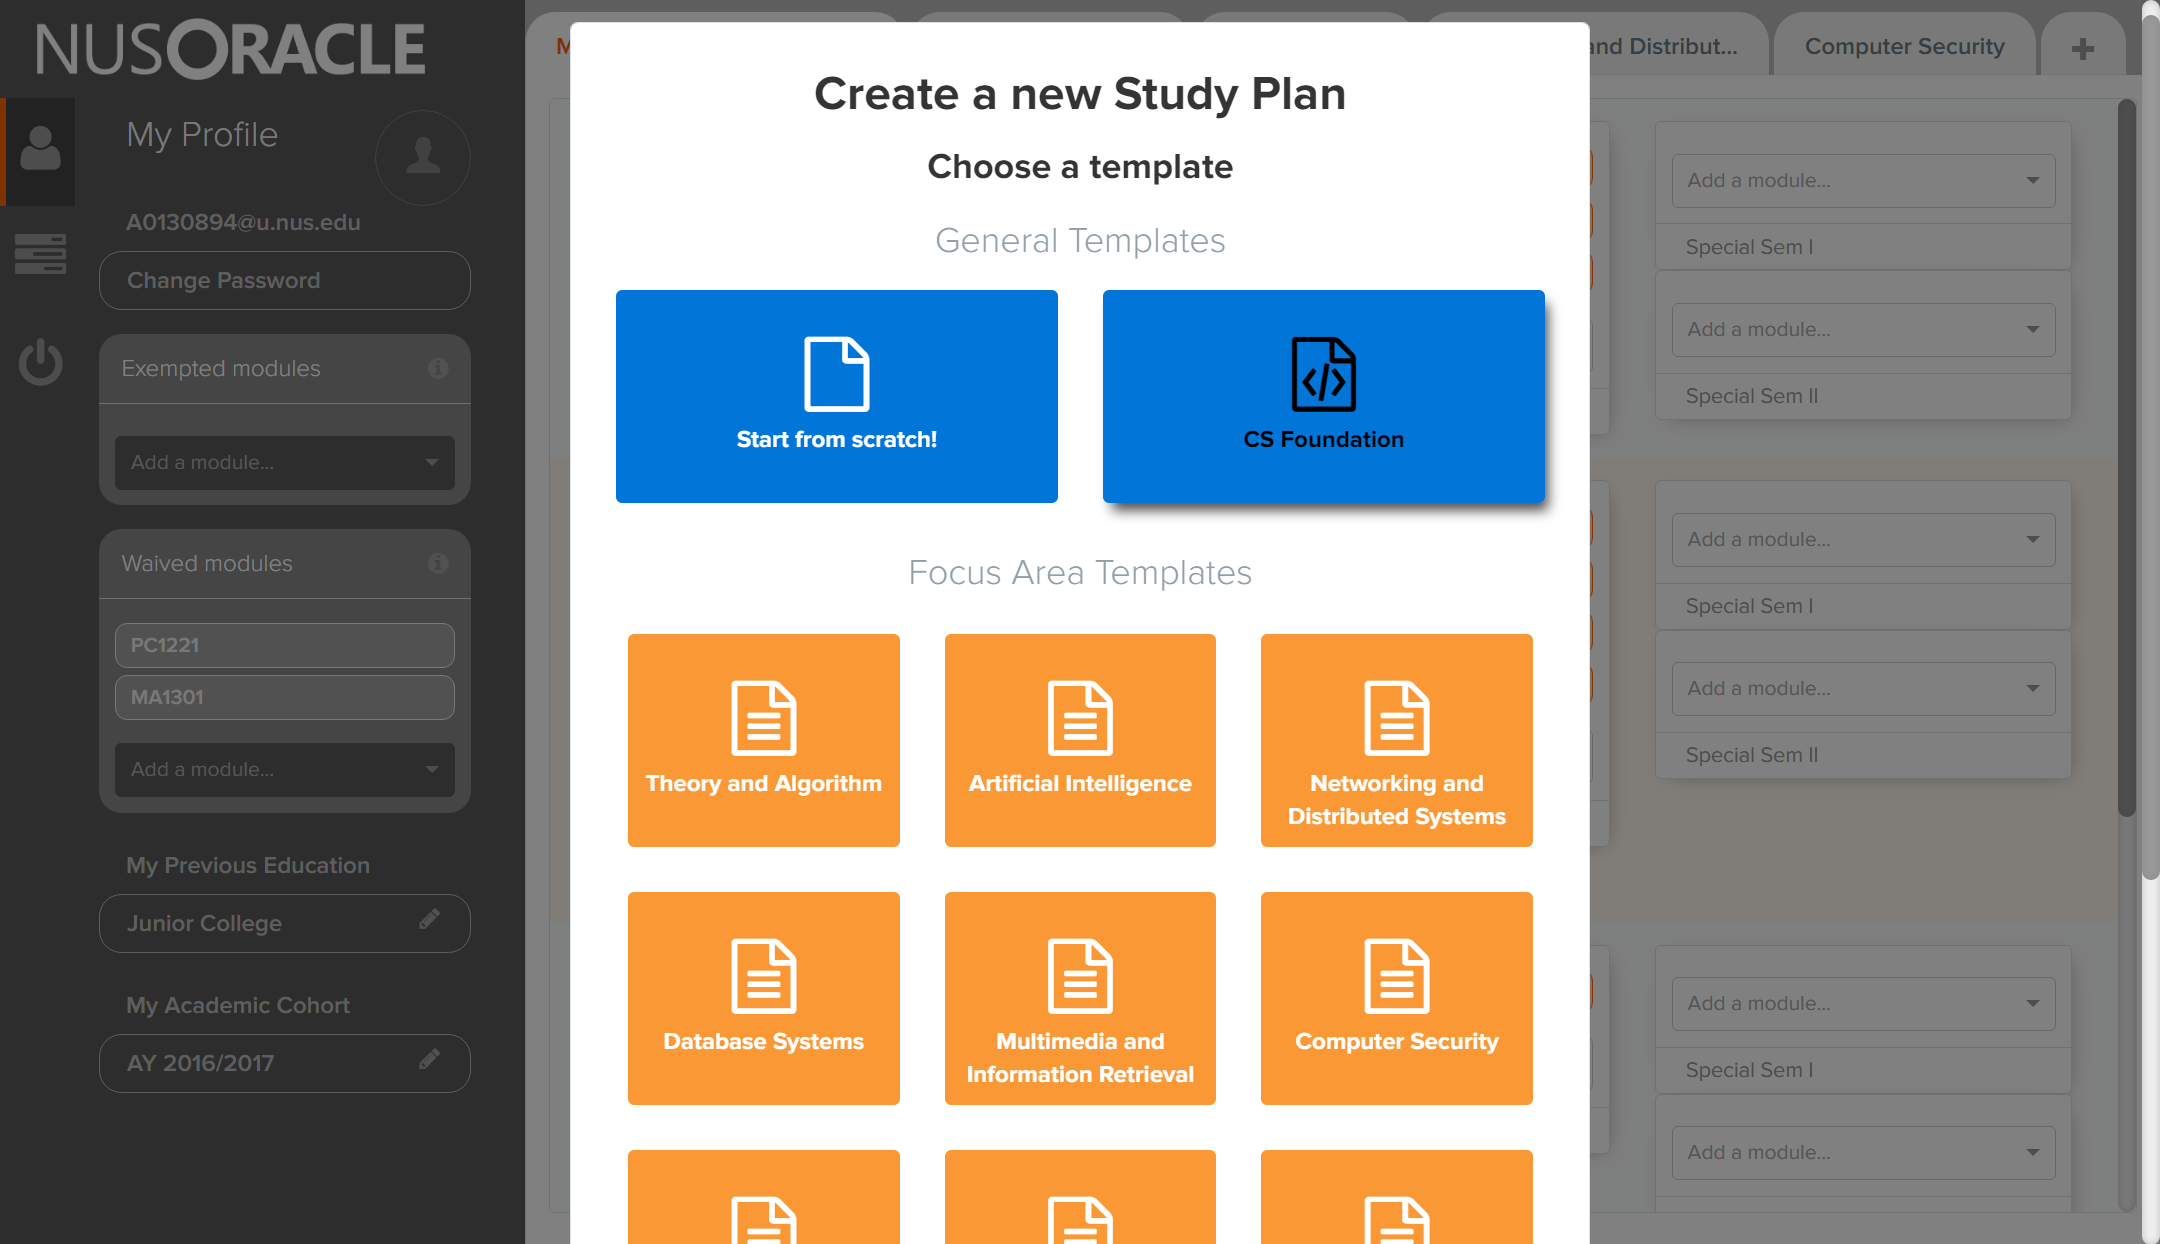 NUSORACLE
My Profile
A0130894@u.nus.edu
Change Password
Exempted modules
Add a module...
Waived modules
PC1221
MA1301
Add a module...
My Previous Education
Junior College
My Academic Cohort
AY 2016/2017
M
and Distribut...
Computer Security
+
Create a new Study Plan
Choose a template
General Templates
Start from scratch!
CS Foundation
Focus Area Templates
Theory and Algorithm
Artificial Intelligence
Networking and
Distributed Systems
Database Systems
Multimedia and
Information Retrieval
Computer Security
Add a module...
Special Sem I
Add a module...
Special Sem II
Add a module...
Special Sem I
Add a module...
Special Sem II
Add a module...
Special Sem I
Add a module...